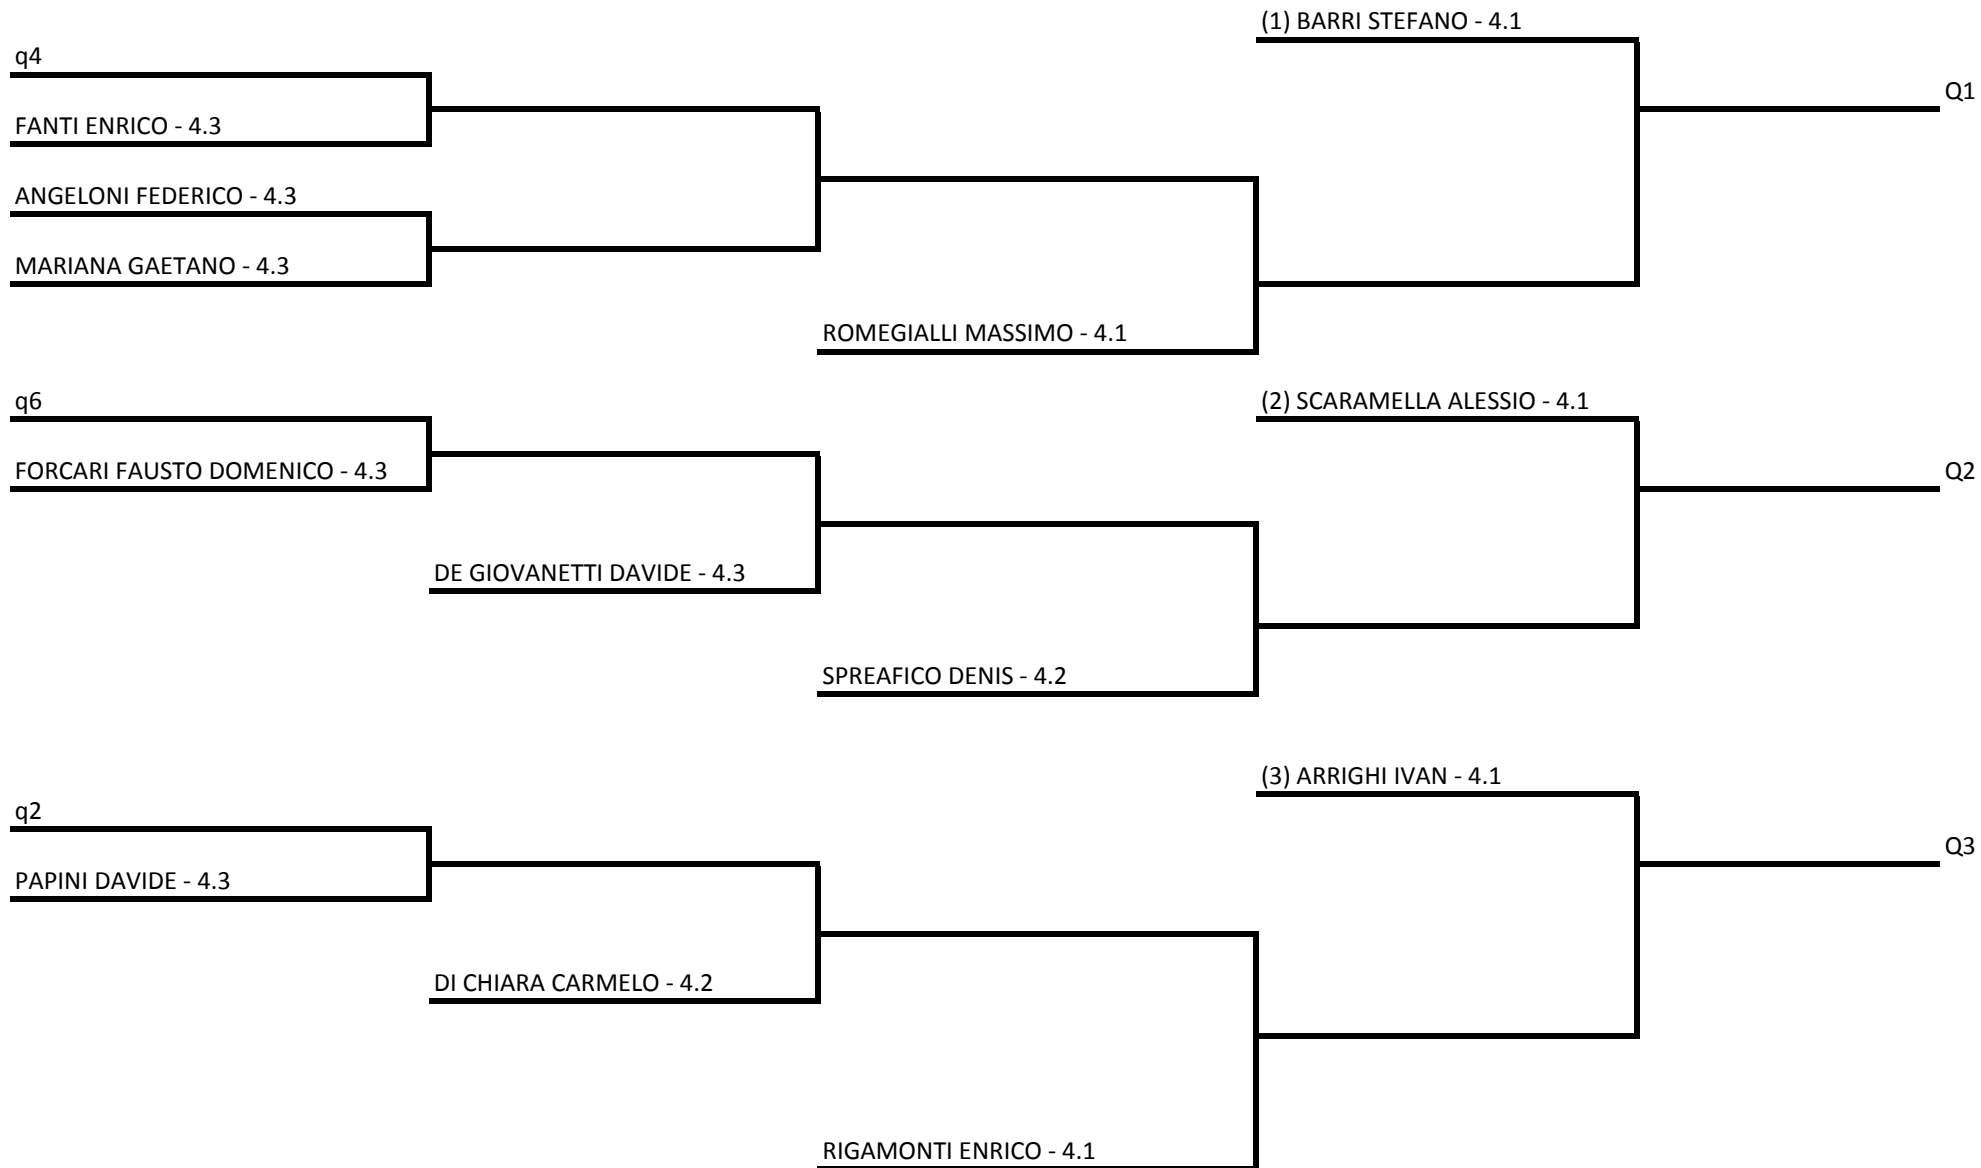 (1) BARRI STEFANO - 4.1
q4
Q1
FANTI ENRICO - 4.3
ANGELONI FEDERICO - 4.3
MARIANA GAETANO - 4.3
ROMEGIALLI MASSIMO - 4.1
q6
(2) SCARAMELLA ALESSIO - 4.1
FORCARI FAUSTO DOMENICO - 4.3
Q2
DE GIOVANETTI DAVIDE - 4.3
SPREAFICO DENIS - 4.2
(3) ARRIGHI IVAN - 4.1
q2
Q3
PAPINI DAVIDE - 4.3
DI CHIARA CARMELO - 4.2
RIGAMONTI ENRICO - 4.1